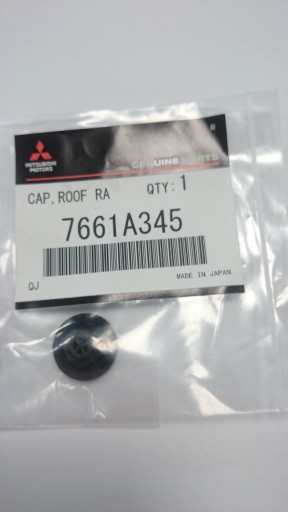 MITSUBISHI
MOTORS
GENUINE PARTS
CAP,ROOF RA QTY:1
7661A345
QJ MADE IN JAPAN